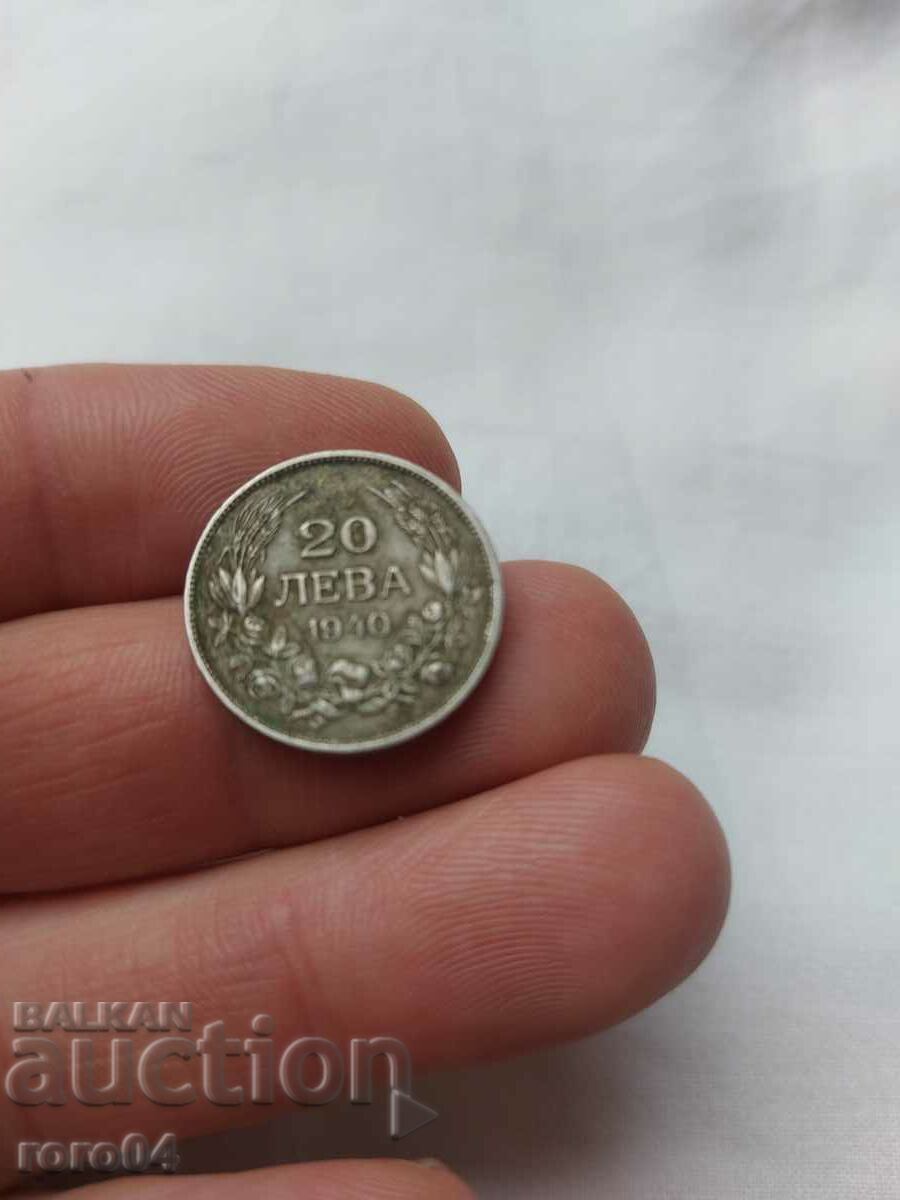 20
ЛЕВА
1940
BALKAN
auction
roro04